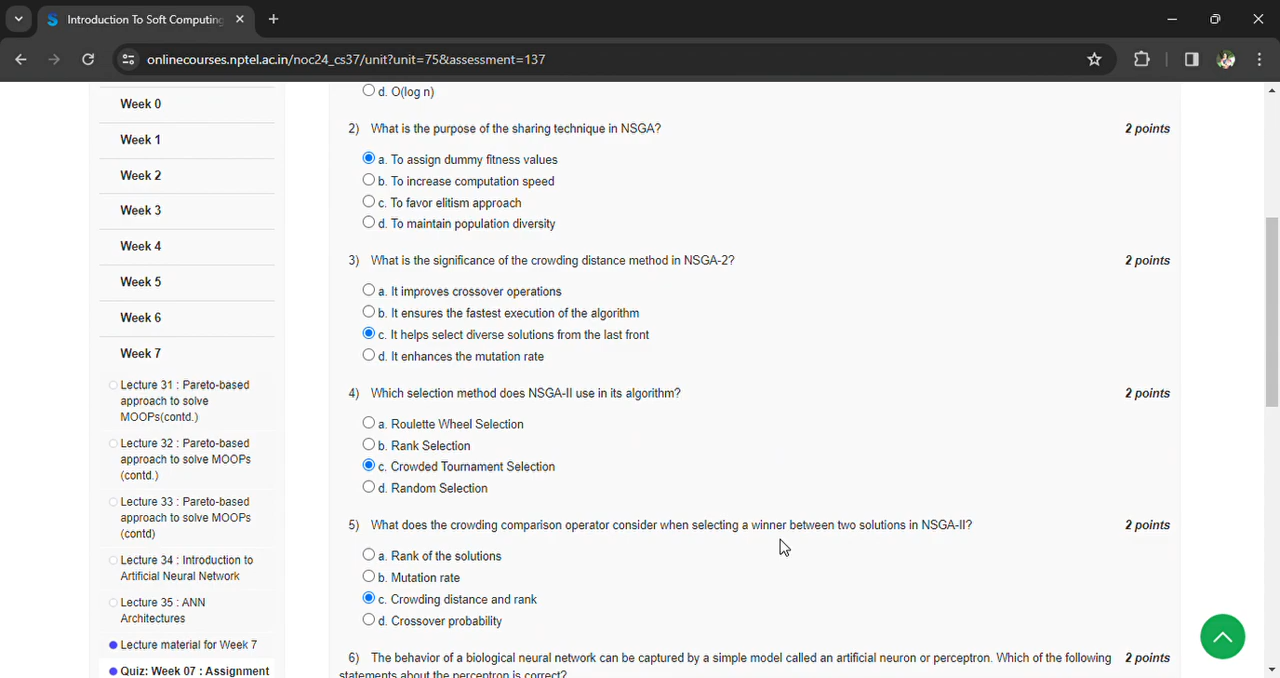 Introduction To Soft Computing
onlinecourses.nptel.ac.in/noc24_cs37/unit?unit=75&assessment=137
Week 0
Week 1
Week 2
Week 3
Week 4
Week 5
Week 6
Week 7
Lecture 31 : Pareto-based
approach to solve
MOOPs(contd.)
Lecture 32 : Pareto-based
approach to solve MOOPs
(contd.)
Lecture 33 : Pareto-based
approach to solve MOOPs
(contd)
Lecture 34 : Introduction to
Artificial Neural Network
Lecture 35 : ANN
Architectures
Lecture material for Week 7
Quiz: Week 07 : Assignment
d. O(log n)
2) What is the purpose of the sharing technique in NSGA? 2 points
a. To assign dummy fitness values
b. To increase computation speed
c. To favor elitism approach
d. To maintain population diversity
3) What is the significance of the crowding distance method in NSGA-2? 2 points
a. It improves crossover operations
b. It ensures the fastest execution of the algorithm
c. It helps select diverse solutions from the last front
d. It enhances the mutation rate
4) Which selection method does NSGA-II use in its algorithm? 2 points
a. Roulette Wheel Selection
b. Rank Selection
c. Crowded Tournament Selection
d. Random Selection
5) What does the crowding comparison operator consider when selecting a winner between two solutions in NSGA-II? 2 points
a. Rank of the solutions
b. Mutation rate
c. Crowding distance and rank
d. Crossover probability
6) The behavior of a biological neural network can be captured by a simple model called an artificial neuron or perceptron. Which of the following 2 points
statements about the perceptron is correct?